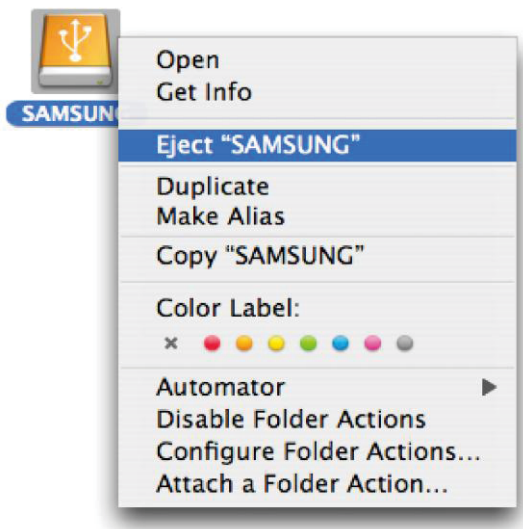 SAMSUN
Open
Get Info
Eject “SAMSUNG”
Duplicate
Make Alias
Copy “SAMSUNG”
Color Label:
Automator
Disable Folder Actions
Configure Folder Actions...
Attach a Folder Action...